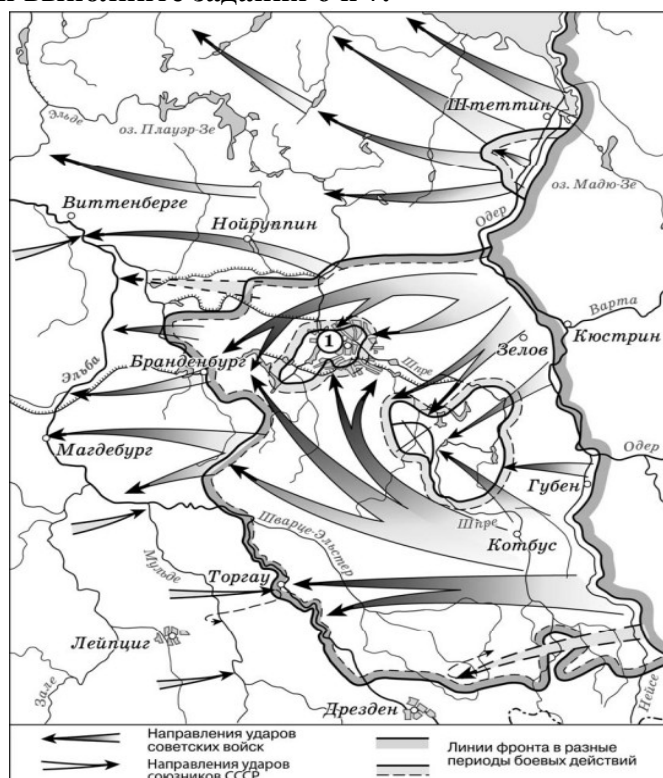 и выполните задания 6 и 7.
Штеттин
Эльде
оз. Плауэр-Зе
оз. Мадю-Зе
Одер
Виттенберге
Нойруппин
Варта
Кюстрин
1
Зелов
Шпре
Эльба
Бранденбург
Магдебург
Одер
Губен
Шпре
Котбус
Шварце-Эльстер
Мульде
Торгау
Лейпциг
Зале
Нейсе
Дрезден
Направления ударов
советских войск
Направления ударов
союзников СССР
Линии фронта в разные
периоды боевых действий